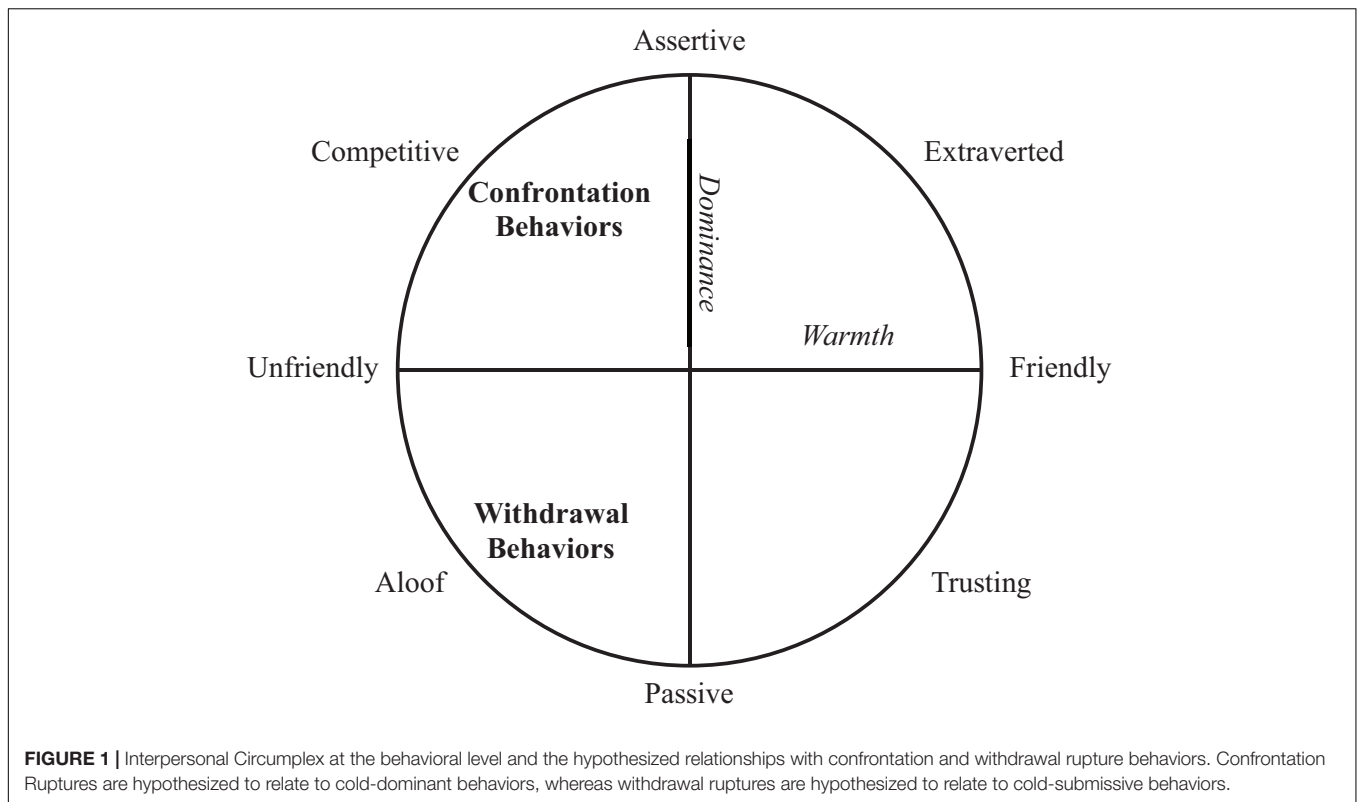 Assertive
Competitive
Extraverted
Confrontation
Behaviors
Dominance
Warmth
Unfriendly
Friendly
Withdrawal
Behaviors
Aloof
Trusting
Passive
FIGURE 1 | Interpersonal Circumplex at the behavioral level and the hypothesized relationships with confrontation and withdrawal rupture behaviors. Confrontation
Ruptures are hypothesized to relate to cold-dominant behaviors, whereas withdrawal ruptures are hypothesized to relate to cold-submissive behaviors.